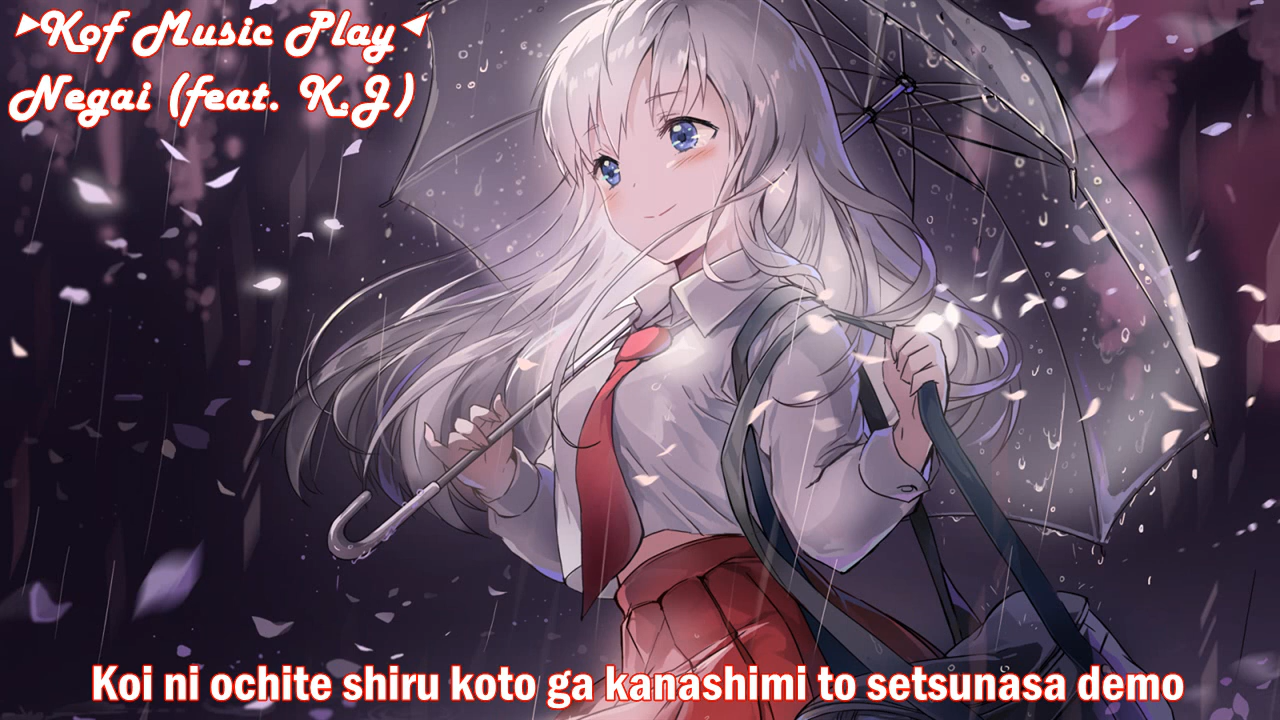 ►Kof Music Play◄
Negai (feat. K.J)
Koi ni ochite shiru koto ga kanashimi to setsunasa demo